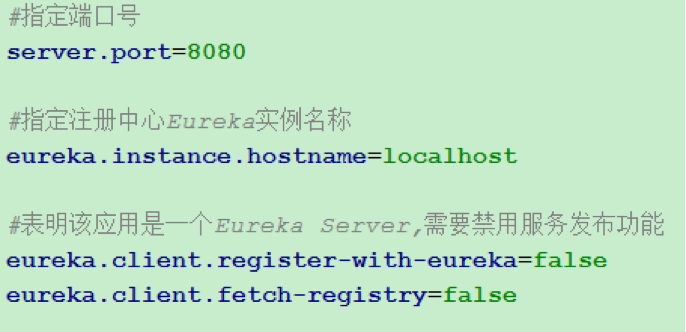 #指定端口号
server.port=8080
#指定注册中心Eureka实例名称
eureka.instance.hostname=localhost
#表明该应用是一个Eureka Server,需要禁用服务发布功能
eureka.client.register-with-eureka=false
eureka.client.fetch-registry=false